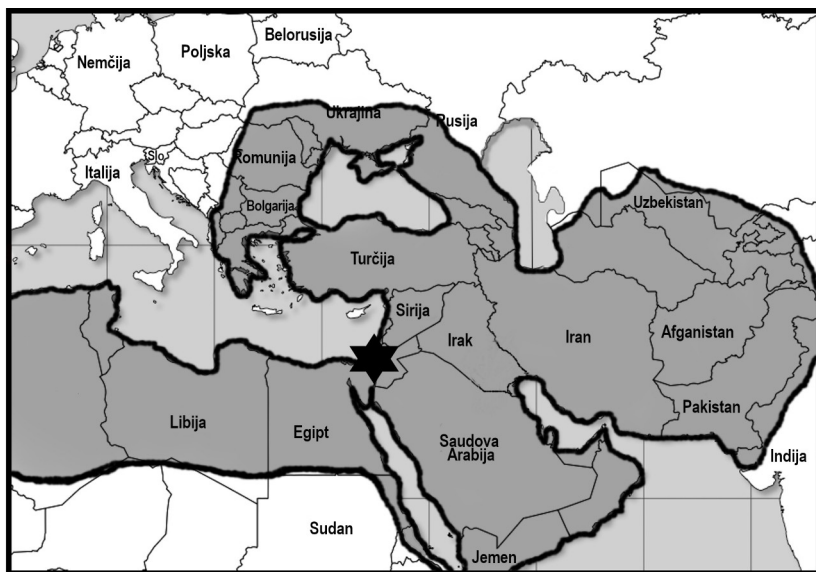 Belorusija
Poljska
Nemčija
Ukrajina
Rusija
Slo
Romunija
Italija
Uzbekistan
Bolgarija
Turčija
Sirija
Afganistan
Irak
Iran
Pakistan
Libija
Egipt
Saudova
Arabija
Indija
Sudan
Jemen